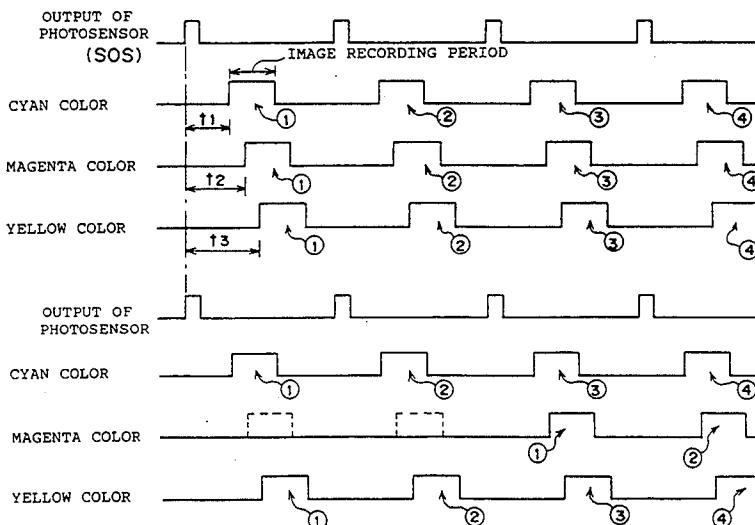 OUTPUT OF
PHOTOSENSOR
(SOS)
IMAGE RECORDING PERIOD
CYAN COLOR
t1
① ② ③ ④
MAGENTA COLOR
t2
① ② ③ ④
YELLOW COLOR
t3
① ② ③ ④
OUTPUT OF
PHOTOSENSOR
CYAN COLOR
① ② ③ ④
MAGENTA COLOR
① ②
YELLOW COLOR
① ② ③ ④